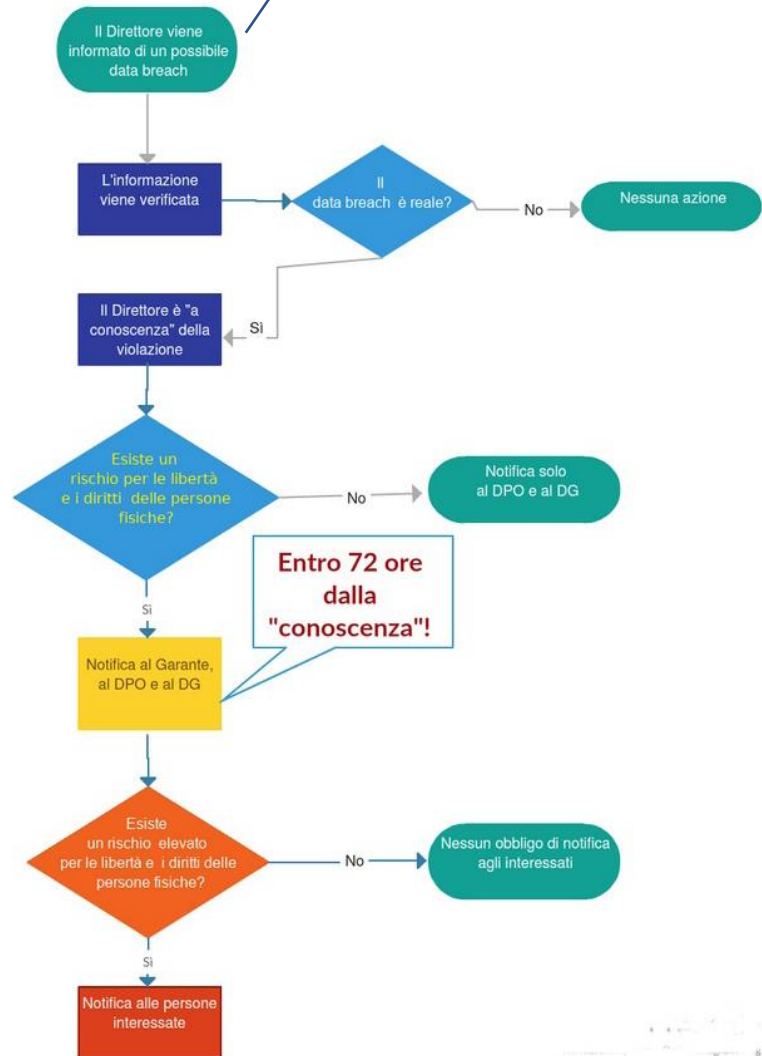 Il Direttore viene
informato di un possibile
data breach
L'informazione
viene verificata
Il
data breach è reale?
No
Nessuna azione
Sì
Il Direttore è "a
conoscenza" della
violazione
Esiste un
rischio per le libertà
e i diritti delle persone
fisiche?
No
Notifica solo
al DPO e al DG
Entro 72 ore
dalla
"conoscenza"!
Sì
Notifica al Garante,
al DPO e al DG
Esiste
un rischio elevato
per le libertà e i diritti delle
persone fisiche?
No
Nessun obbligo di notifica
agli interessati
Sì
Notifica alle persone
interessate